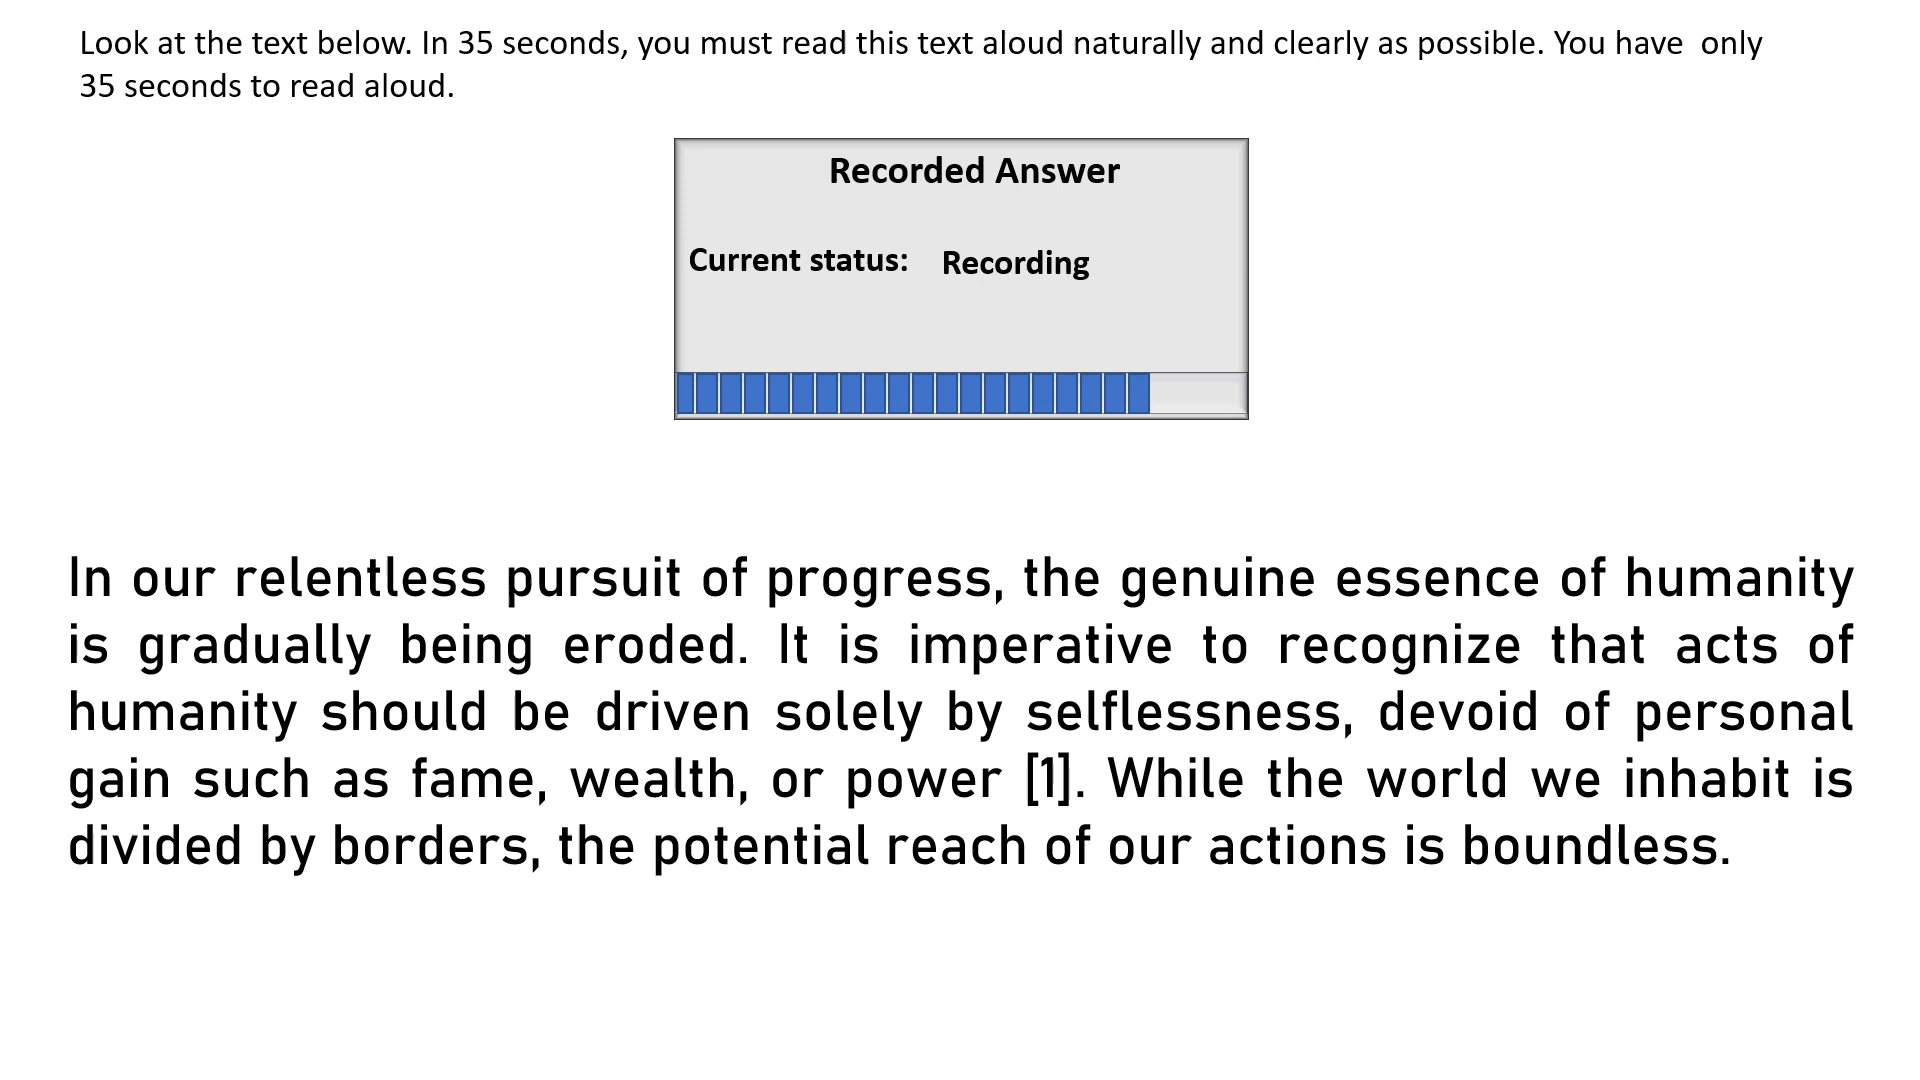 Look at the text below. In 35 seconds, you must read this text aloud naturally and clearly as possible. You have  only
35 seconds to read aloud.
Recorded Answer
Current status: Recording
In our relentless pursuit of progress, the genuine essence of humanity
is gradually being eroded. It is imperative to recognize that acts of
humanity should be driven solely by selflessness, devoid of personal
gain such as fame, wealth, or power [1]. While the world we inhabit is
divided by borders, the potential reach of our actions is boundless.